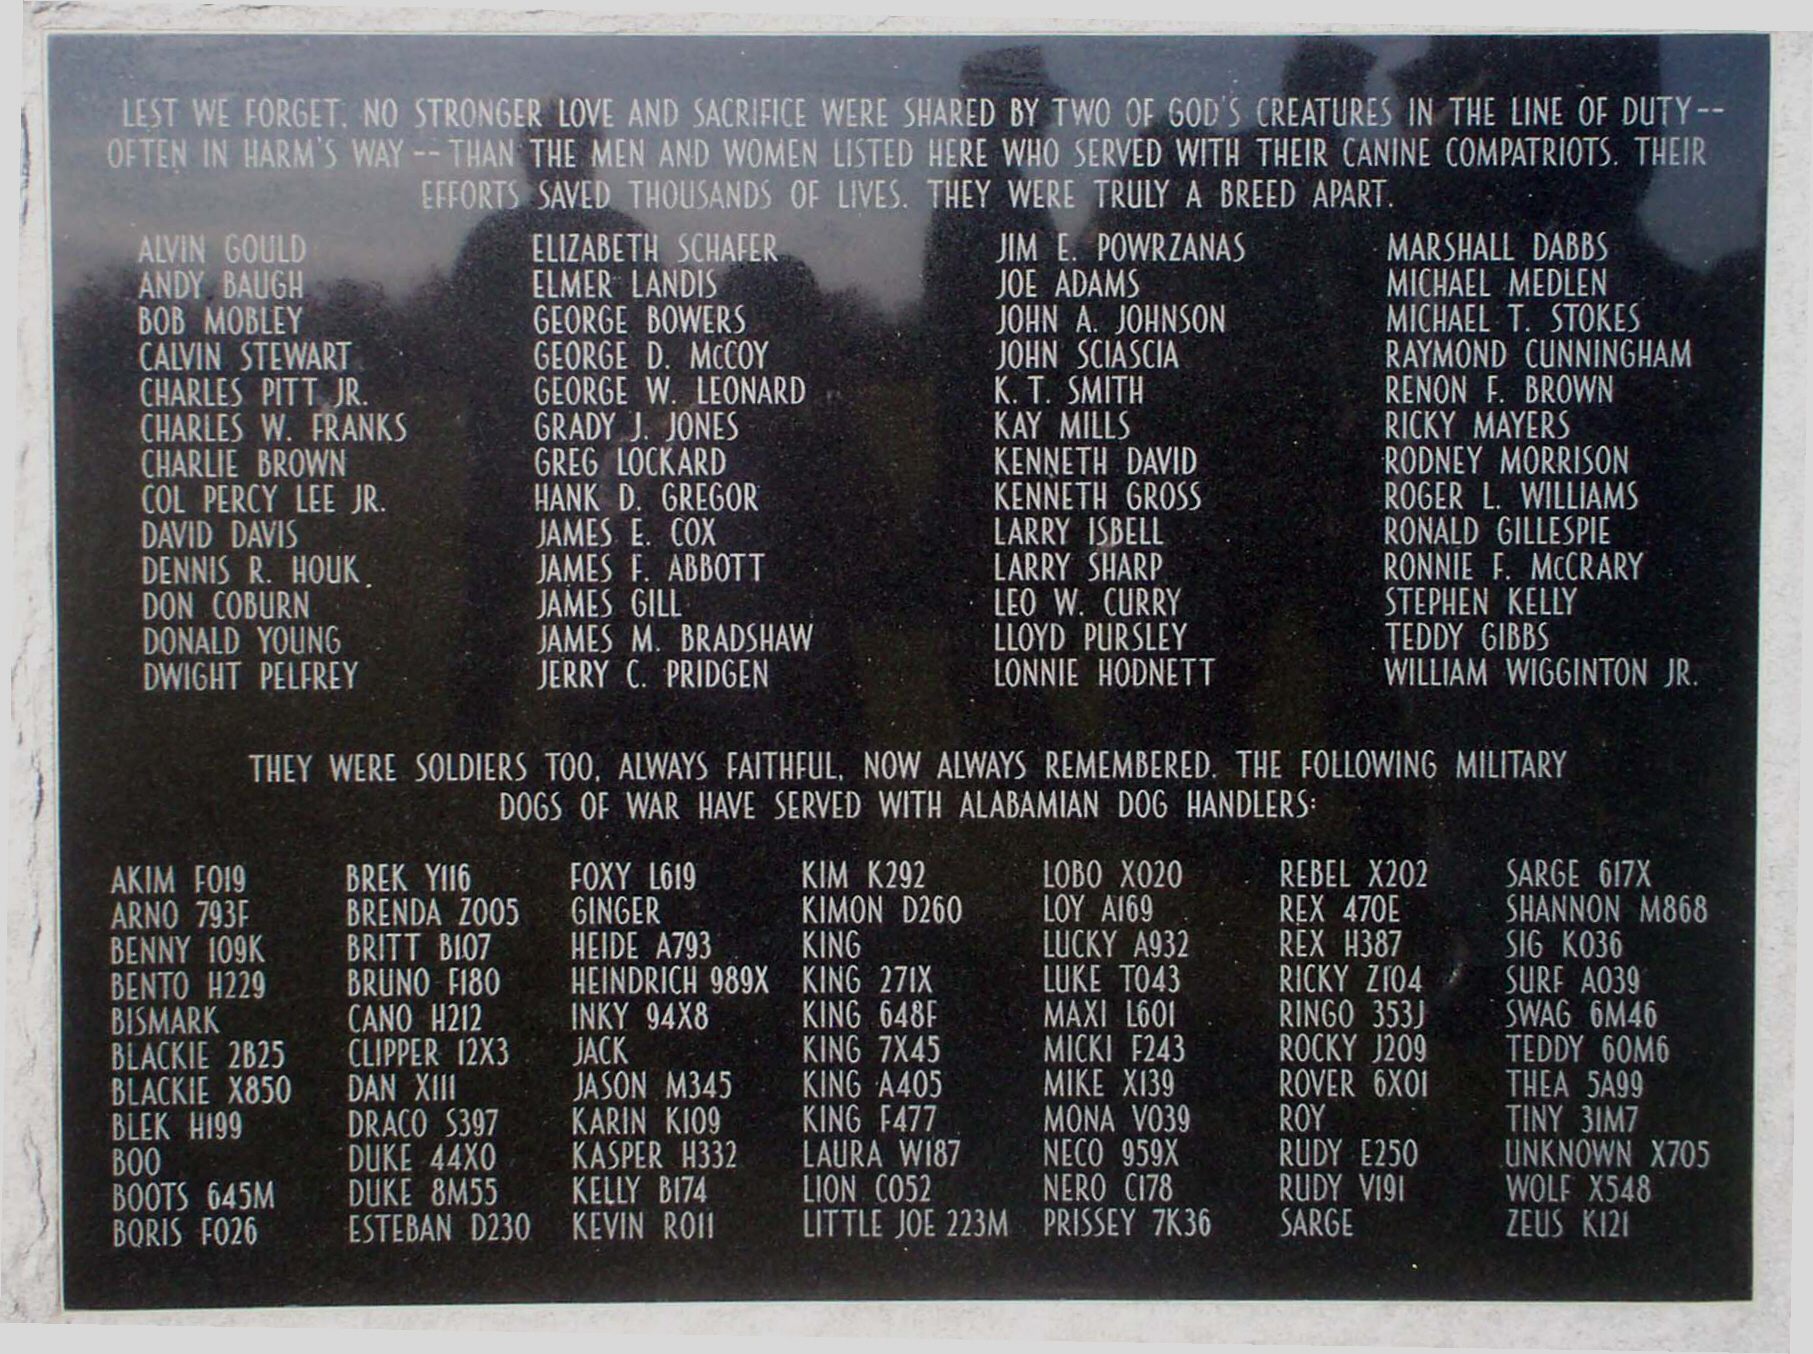 LEST WE FORGET. NO STRONGER LOVE AND SACRIFICE WERE SHARED BY TWO OF GOD'S CREATURES IN THE LINE OF DUTY--
OFTEN IN HARM'S WAY -- THAN THE MEN AND WOMEN LISTED HERE WHO SERVED WITH THEIR CANINE COMPATRIOTS. THEIR
EFFORTS SAVED THOUSANDS OF LIVES. THEY WERE TRULY A BREED APART.
ALVIN GOULD
ANDY BAUGH
BOB MOBLEY
CALVIN STEWART
CHARLES PITT JR.
CHARLES W. FRANKS
CHARLIE BROWN
COL PERCY LEE JR.
DAVID DAVIS
DENNIS R. HOUK
DON COBURN
DONALD YOUNG
DWIGHT PELFREY
ELIZABETH SCHAFER
ELMER LANDIS
GEORGE BOWERS
GEORGE D. McCOY
GEORGE W. LEONARD
GRADY J. JONES
GREG LOCKARD
HANK D. GREGOR
JAMES E. COX
JAMES F. ABBOTT
JAMES GILL
JAMES M. BRADSHAW
JERRY C. PRIDGEN
JIM E. POWRZANAS
JOE ADAMS
JOHN A. JOHNSON
JOHN SCIASCIA
K. T. SMITH
KAY MILLS
KENNETH DAVID
KENNETH GROSS
LARRY ISBELL
LARRY SHARP
LEO W. CURRY
LLOYD PURSLEY
LONNIE HODNETT
MARSHALL DABBS
MICHAEL MEDLEN
MICHAEL T. STOKES
RAYMOND CUNNINGHAM
RENON F. BROWN
RICKY MAYERS
RODNEY MORRISON
ROGER L. WILLIAMS
RONALD GILLESPIE
RONNIE F. McCRARY
STEPHEN KELLY
TEDDY GIBBS
WILLIAM WIGGINTON JR.
THEY WERE SOLDIERS TOO, ALWAYS FAITHFUL, NOW ALWAYS REMEMBERED. THE FOLLOWING MILITARY
DOGS OF WAR HAVE SERVED WITH ALABAMIAN DOG HANDLERS:
AKIM F019
ARNO 793F
BENNY 109K
BENTO H229
BISMARK
BLACKIE 2B25
BLACKIE X850
BLEK H199
BOO
BOOTS 645M
BORIS F026
BREK Y116
BRENDA Z005
BRITT B107
BRUNO F180
CANO H212
CLIPPER 12X3
DAN X111
DRACO S397
DUKE 44X0
DUKE 8M55
ESTEBAN D230
FOXY L619
GINGER
HEIDE A793
HEINDRICH 989X
INKY 94X8
JACK
JASON M345
KARIN K109
KASPER H332
KELLY B174
KEVIN R011
KIM K292
KIMON D260
KING
KING 271X
KING 648F
KING 7X45
KING A405
KING F477
LAURA W187
LION C052
LITTLE JOE 223M
LOBO X020
LOY A169
LUCKY A932
LUKE T043
MAXI L601
MICKI F243
MIKE X139
MONA V039
NECO 959X
NERO C178
PRISSEY 7K36
REBEL X202
REX 470E
REX H387
RICKY Z104
RINGO 353J
ROCKY J209
ROVER 6X01
ROY
RUDY E250
RUDY V191
SARGE
SARGE 617X
SHANNON M868
SIG K036
SURF A039
SWAG 6M46
TEDDY 60M6
THEA 5A99
TINY 31M7
UNKNOWN X705
WOLF X548
ZEUS K121